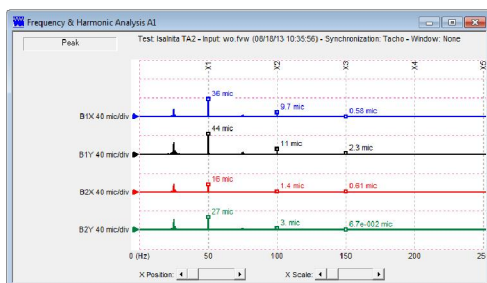 Frequency & Harmonic Analysis A1
Peak
Test: Isalnita TA2 - Input: wo.fvw (08/18/13 10:35:56) - Synchronization: Tacho - Window: None
X1 X2 X3 X4 X5
36 mic 9.7 mic 0.58 mic
B1X 40 mic/div
44 mic 11 mic 2.3 mic
B1Y 40 mic/div
16 mic 1.4 mic 0.61 mic
B2X 40 mic/div
27 mic 3. mic 6.7e-002 mic
B2Y 40 mic/div
0 (Hz) 50 100 150 200 25
X Position: X Scale: